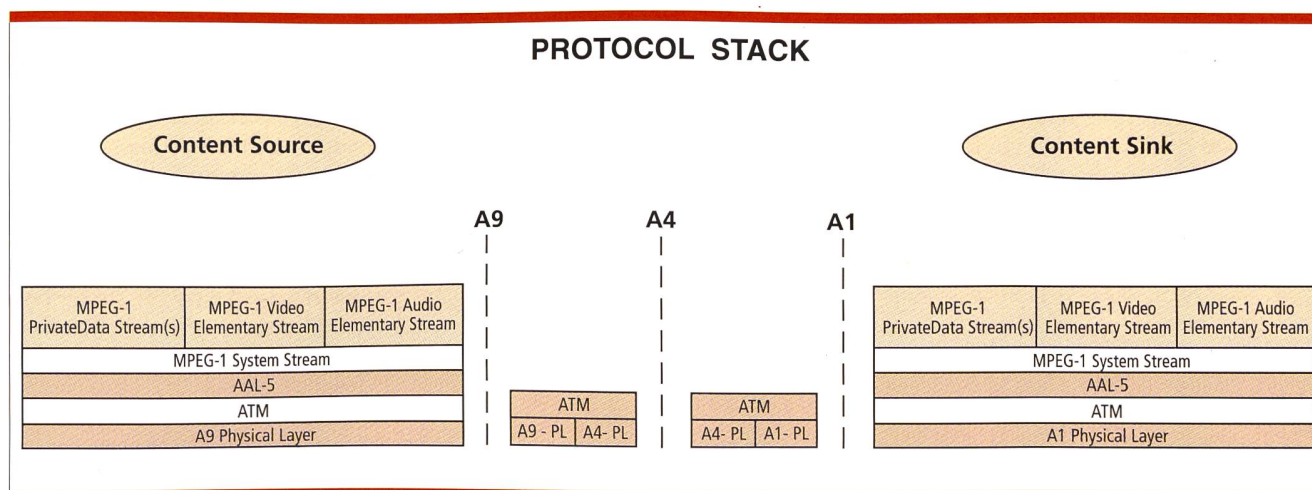 PROTOCOL STACK
Content Source
Content Sink
A9
A4
A1
MPEG-1
PrivateData Stream(s)
MPEG-1 Video
Elementary Stream
MPEG-1 Audio
Elementary Stream
MPEG-1 System Stream
AAL-5
ATM
A9 Physical Layer
ATM
A9 - PL
A4- PL
ATM
A4- PL
A1- PL
MPEG-1
PrivateData Stream(s)
MPEG-1 Video
Elementary Stream
MPEG-1 Audio
Elementary Stream
MPEG-1 System Stream
AAL-5
ATM
A1 Physical Layer